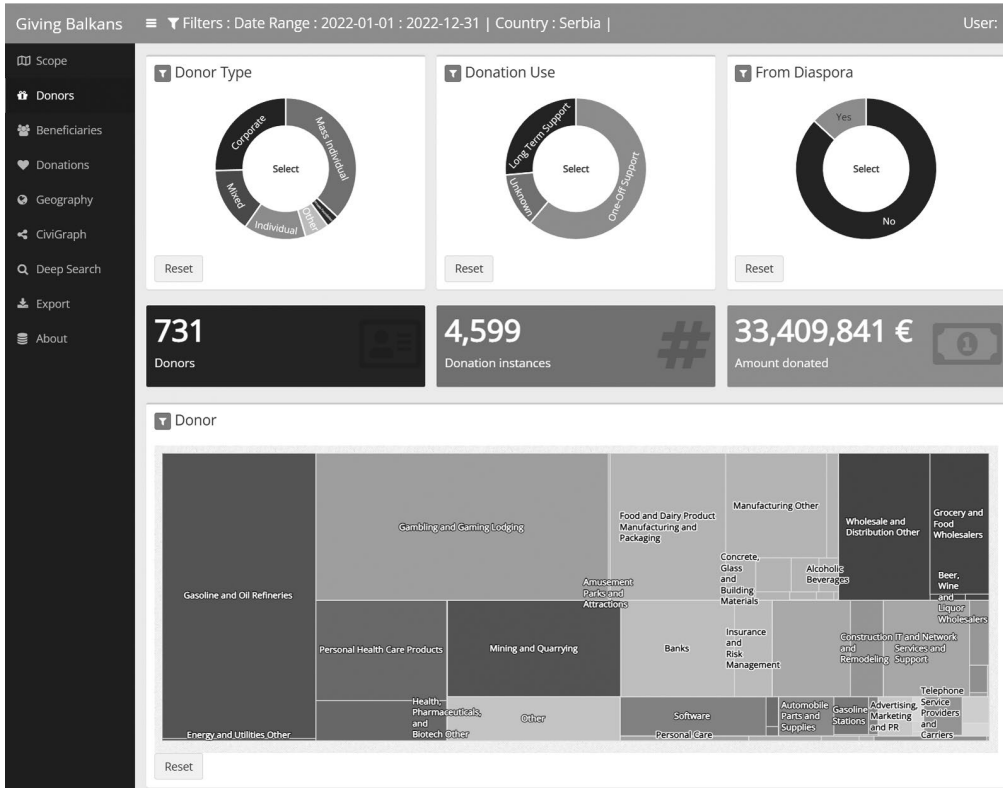 Giving Balkans
Filters : Date Range : 2022-01-01 : 2022-12-31 | Country : Serbia |
User:
Scope
Donors
Beneficiaries
Donations
Geography
CiviGraph
Deep Search
Export
About
Donor Type
Corporate
Mass Individual
Mixed
Individual
Other
Select
Reset
Donation Use
Long Term Support
Unknown
One-Off Support
Select
Reset
From Diaspora
Yes
No
Select
Reset
731
Donors
4,599
Donation instances
#
33,409,841 €
Amount donated
1
Donor
Gasoline and Oil Refineries
Energy and Utilities Other
Gambling and Gaming Lodging
Amusement
Parks and
Attractions
Personal Health Care Products
Health,
Pharmaceuticals,
and
Biotech Other
Mining and Quarrying
Other
Food and Dairy Product
Manufacturing and
Packaging
Manufacturing Other
Concrete,
Glass
and
Building
Materials
Alcoholic
Beverages
Wholesale and
Distribution Other
Grocery and
Food
Wholesalers
Beer,
Wine
and
Liquor
Wholesalers
Banks
Insurance
and
Risk
Management
Construction
and
Remodeling
IT and Network
Services and
Support
Software
Personal Care
Automobile
Parts and
Supplies
Gasoline
Stations
Advertising,
Marketing
and PR
Telephone
Service
Providers
and
Carriers
Reset